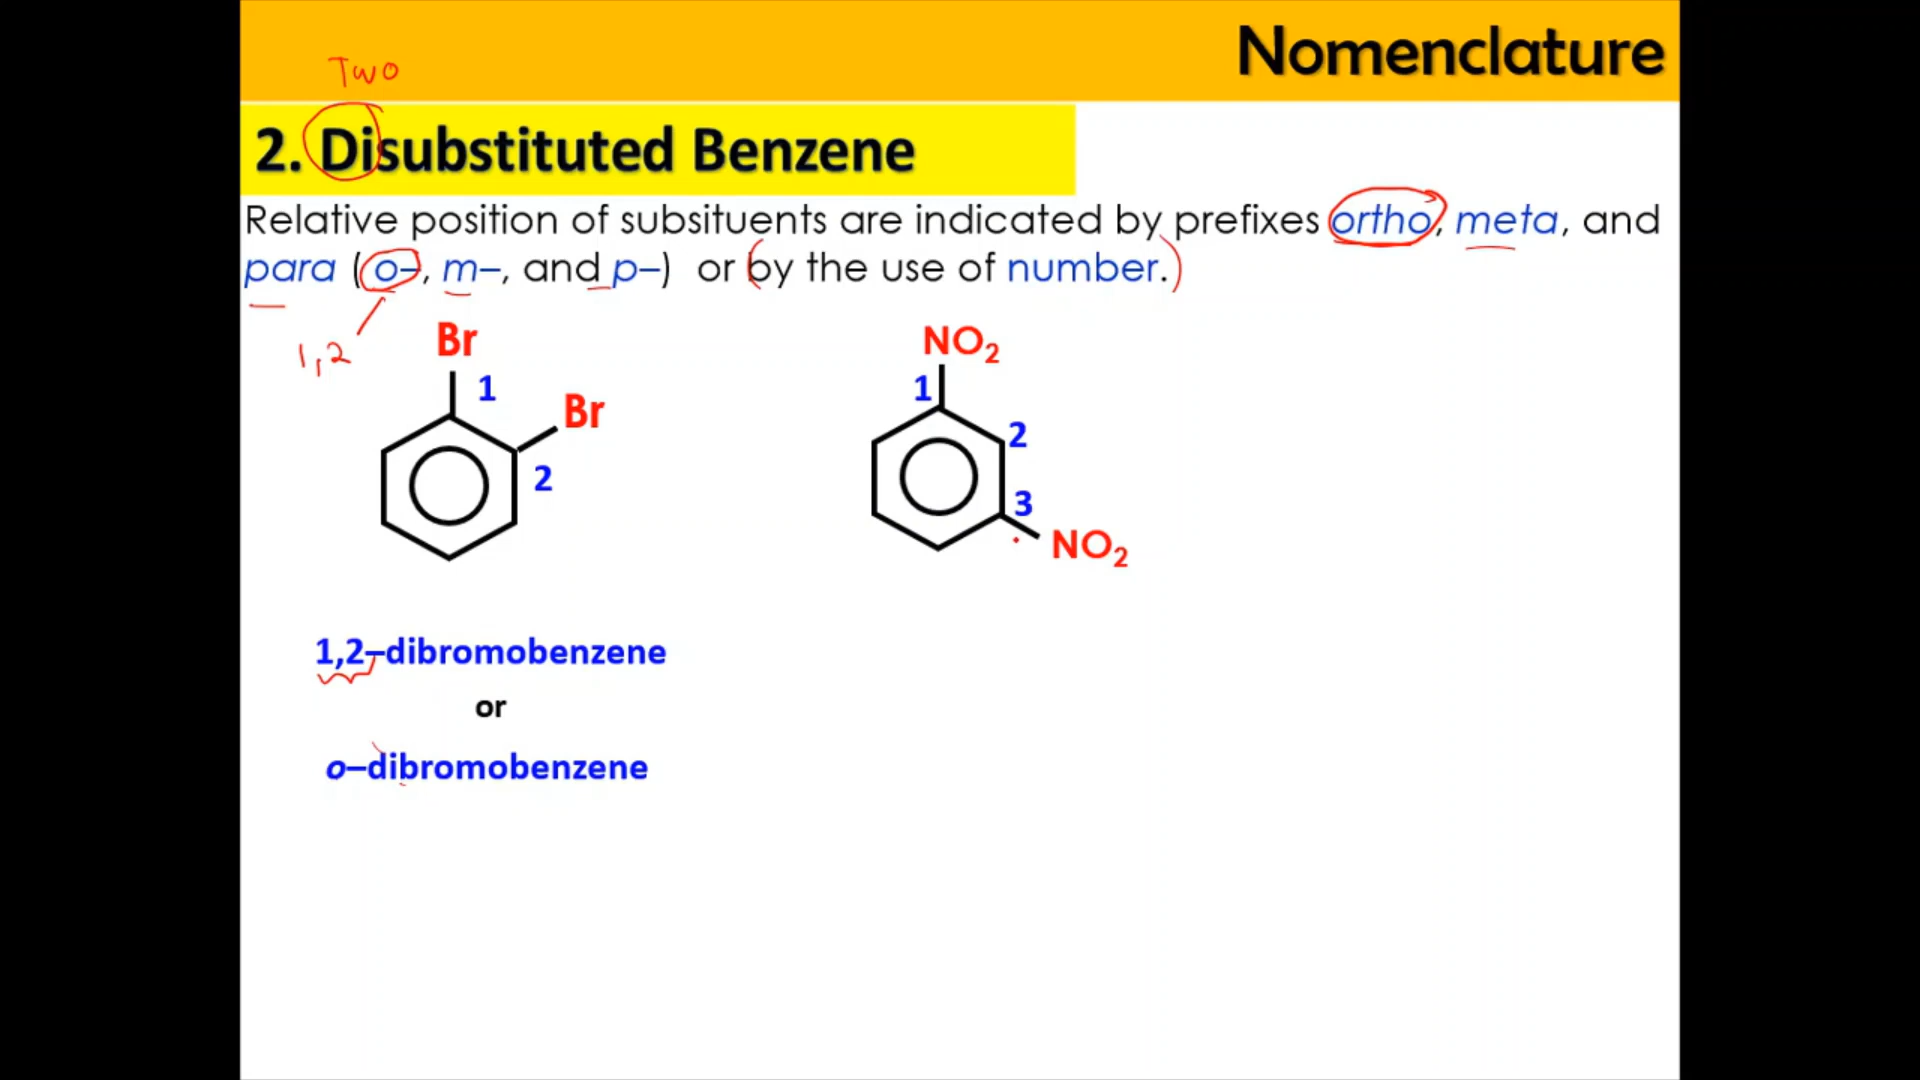 Nomenclature
Two
2. Disubstituted Benzene
Relative position of subsituents are indicated by prefixes ortho, meta, and
para (o–, m–, and p–) or (by the use of number.)
1,2
Br
1
Br
2
NO₂
1
2
3
NO₂
1,2–dibromobenzene
or
o–dibromobenzene